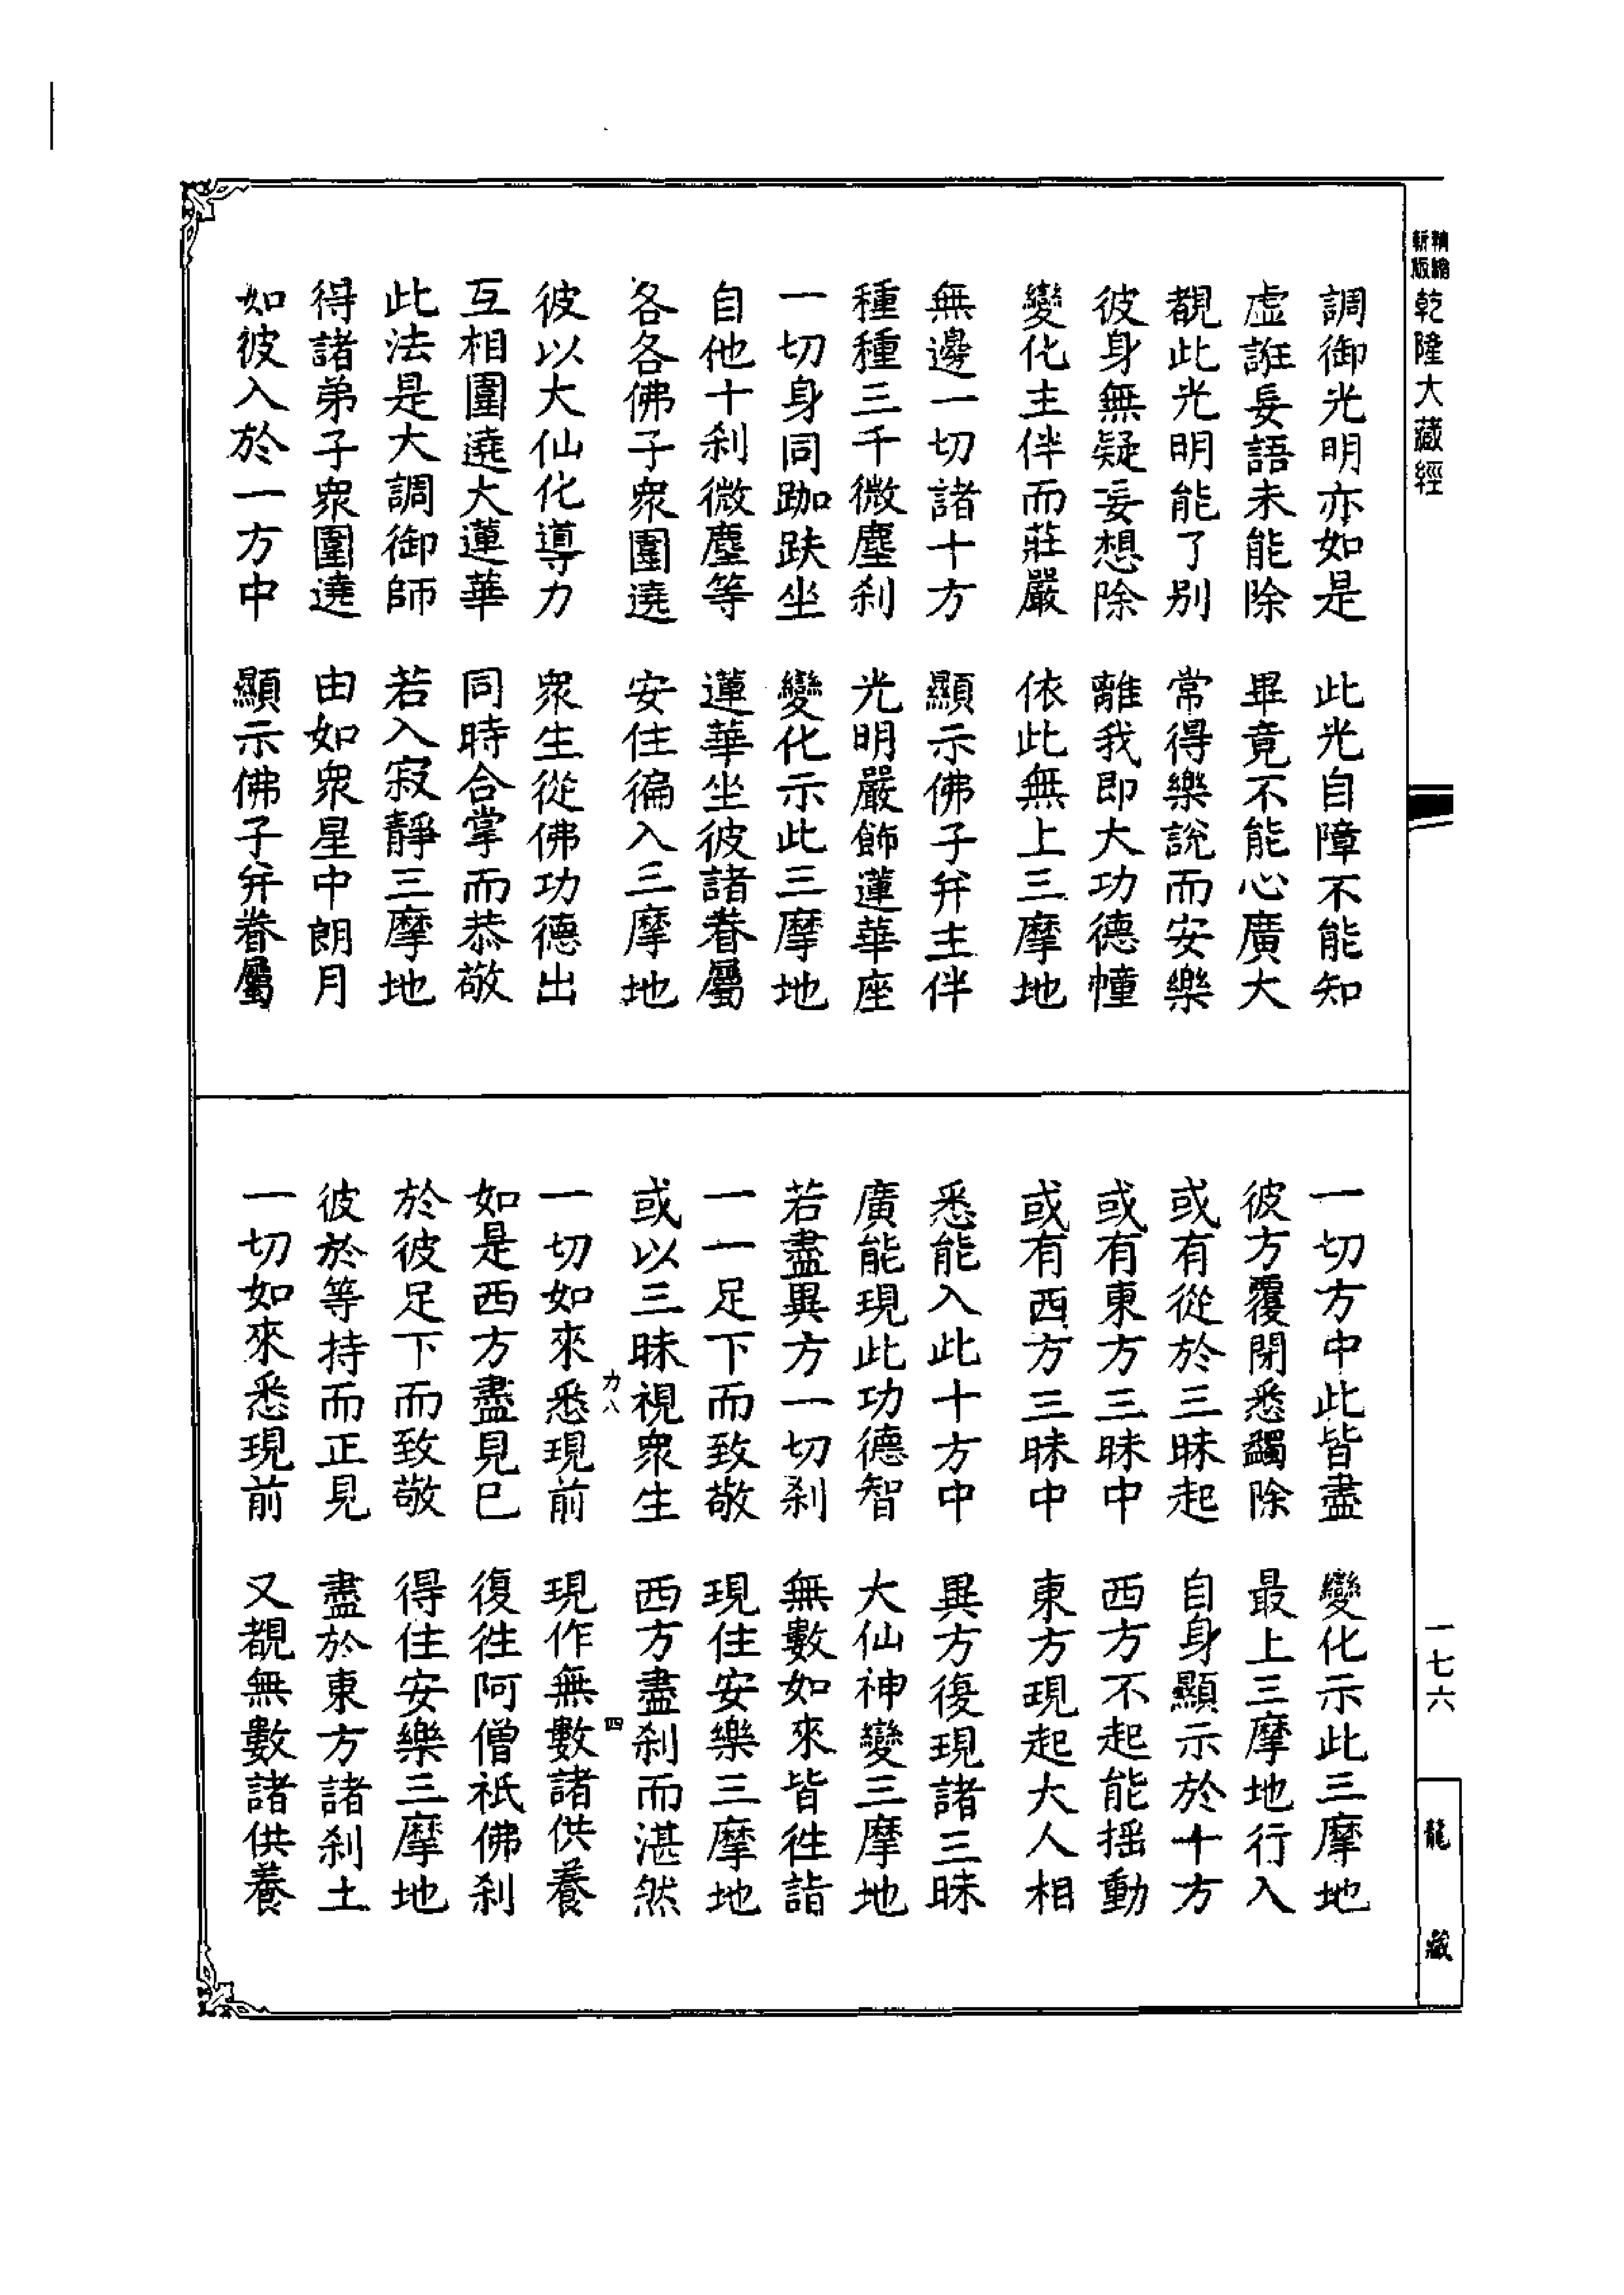 精繪
新版
乾隆大藏經
調御光明亦如是　此光自障不能知
虛誑妄語未能除　畢竟不能心廣大
覩此光明能了別　常得樂說而安樂
彼身無疑妄想除　離我即大功德幢
變化主伴而莊嚴　依此無上三摩地
無邊一切諸十方　顯示佛子并主伴
種種三千微塵刹　光明嚴飾蓮華座
一切身同跏趺坐　變化示此三摩地
自他十刹微塵等　蓮華坐彼諸眷屬
各各佛子眾圍遶　安住徧入三摩地
彼以大仙化導力　眾生從佛功德出
互相圍遶大蓮華　同時合掌而恭敬
此法是大調御師　若入寂靜三摩地
得諸弟子眾圍遶　由如眾星中朗月
如彼入於一方中　顯示佛子并眷屬
一切方中此皆盡　變化示此三摩地
彼方覆閉悉蠲除　最上三摩地行入
或有從於三昧起　自身顯示於十方
或有東方三昧中　西方不起能搖動
或有西方三昧中　東方現起大人相
悉能入此十方中　異方復現諸三昧
廣能現此功德智　大仙神變三摩地
若盡異方一切刹　無數如來皆徃詣
一一足下而致敬　現住安樂三摩地
或以三昧視眾生　西方盡刹而湛然
力八　四
一切如來悉現前　現作無數諸供養
如是西方盡見已　復徃阿僧祇佛刹
於彼足下而致敬　得住安樂三摩地
彼於等持而正見　盡於東方諸刹土
一切如來悉現前　又覩無數諸供養
一七六
龍藏